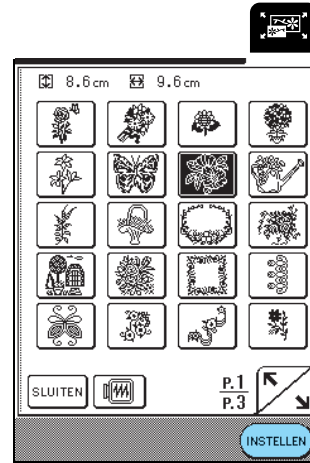 8.6cm 9.6cm
SLUITEN
P.1
P.3
INSTELLEN